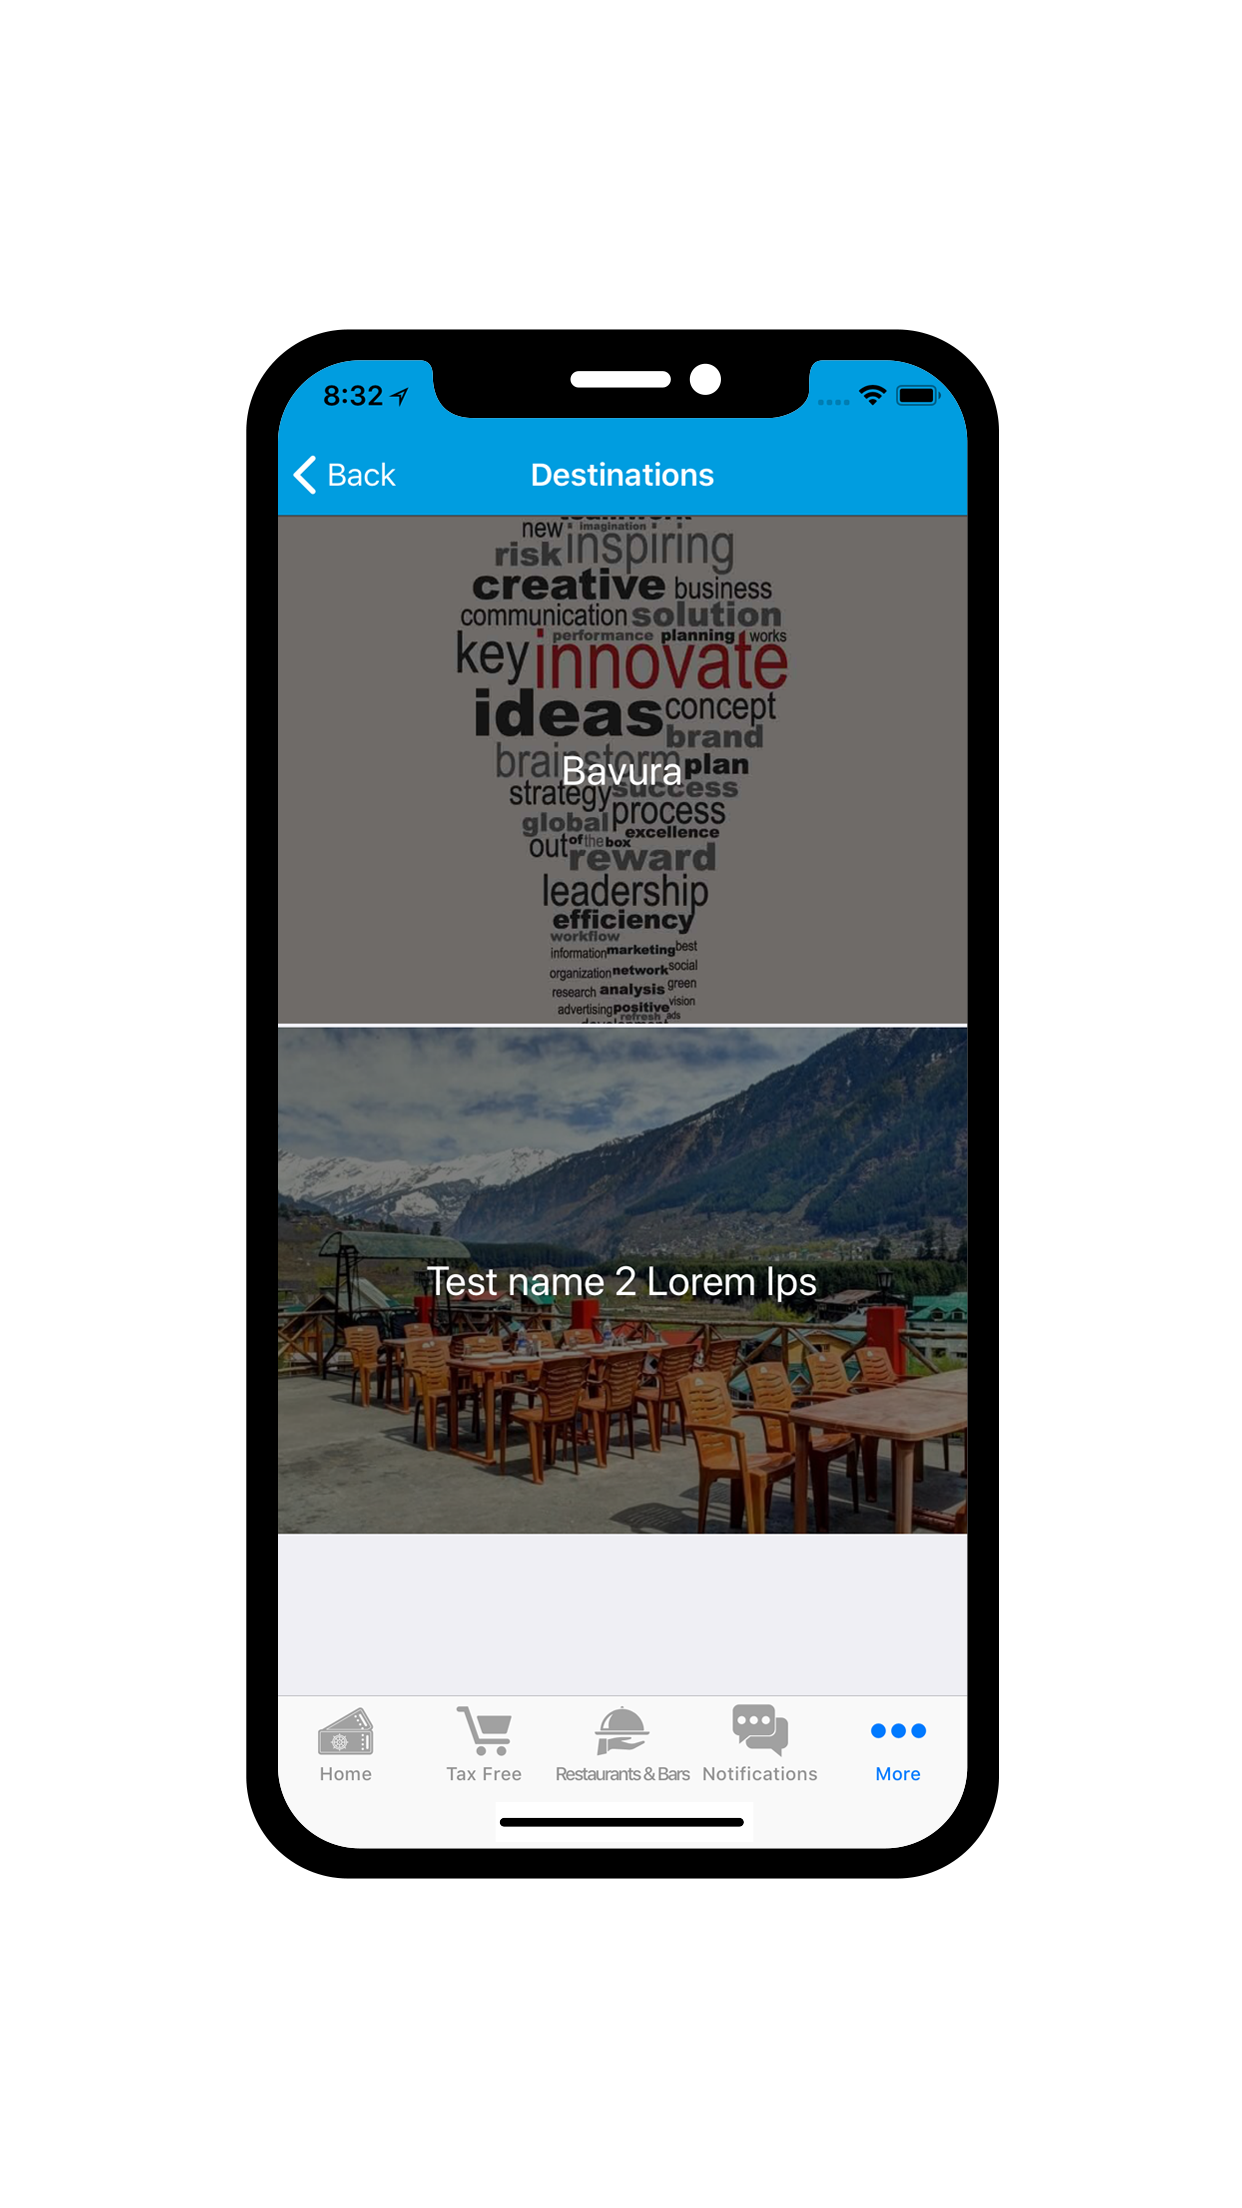 8:32
Back
Destinations
teamwork
new imagination
risk inspiring
creative business
communication solution
performance planning works
key innovate
ideas concept
brand
brainstorm plan
Bavura
strategy success
global process
excellence
out of the box
reward
leadership
efficiency
workflow
information marketing best
organization network social
research analysis green
advertising positive vision
refresh ads
development
Test name 2 Lorem Ips
Home
Tax Free
Restaurants & Bars
Notifications
More